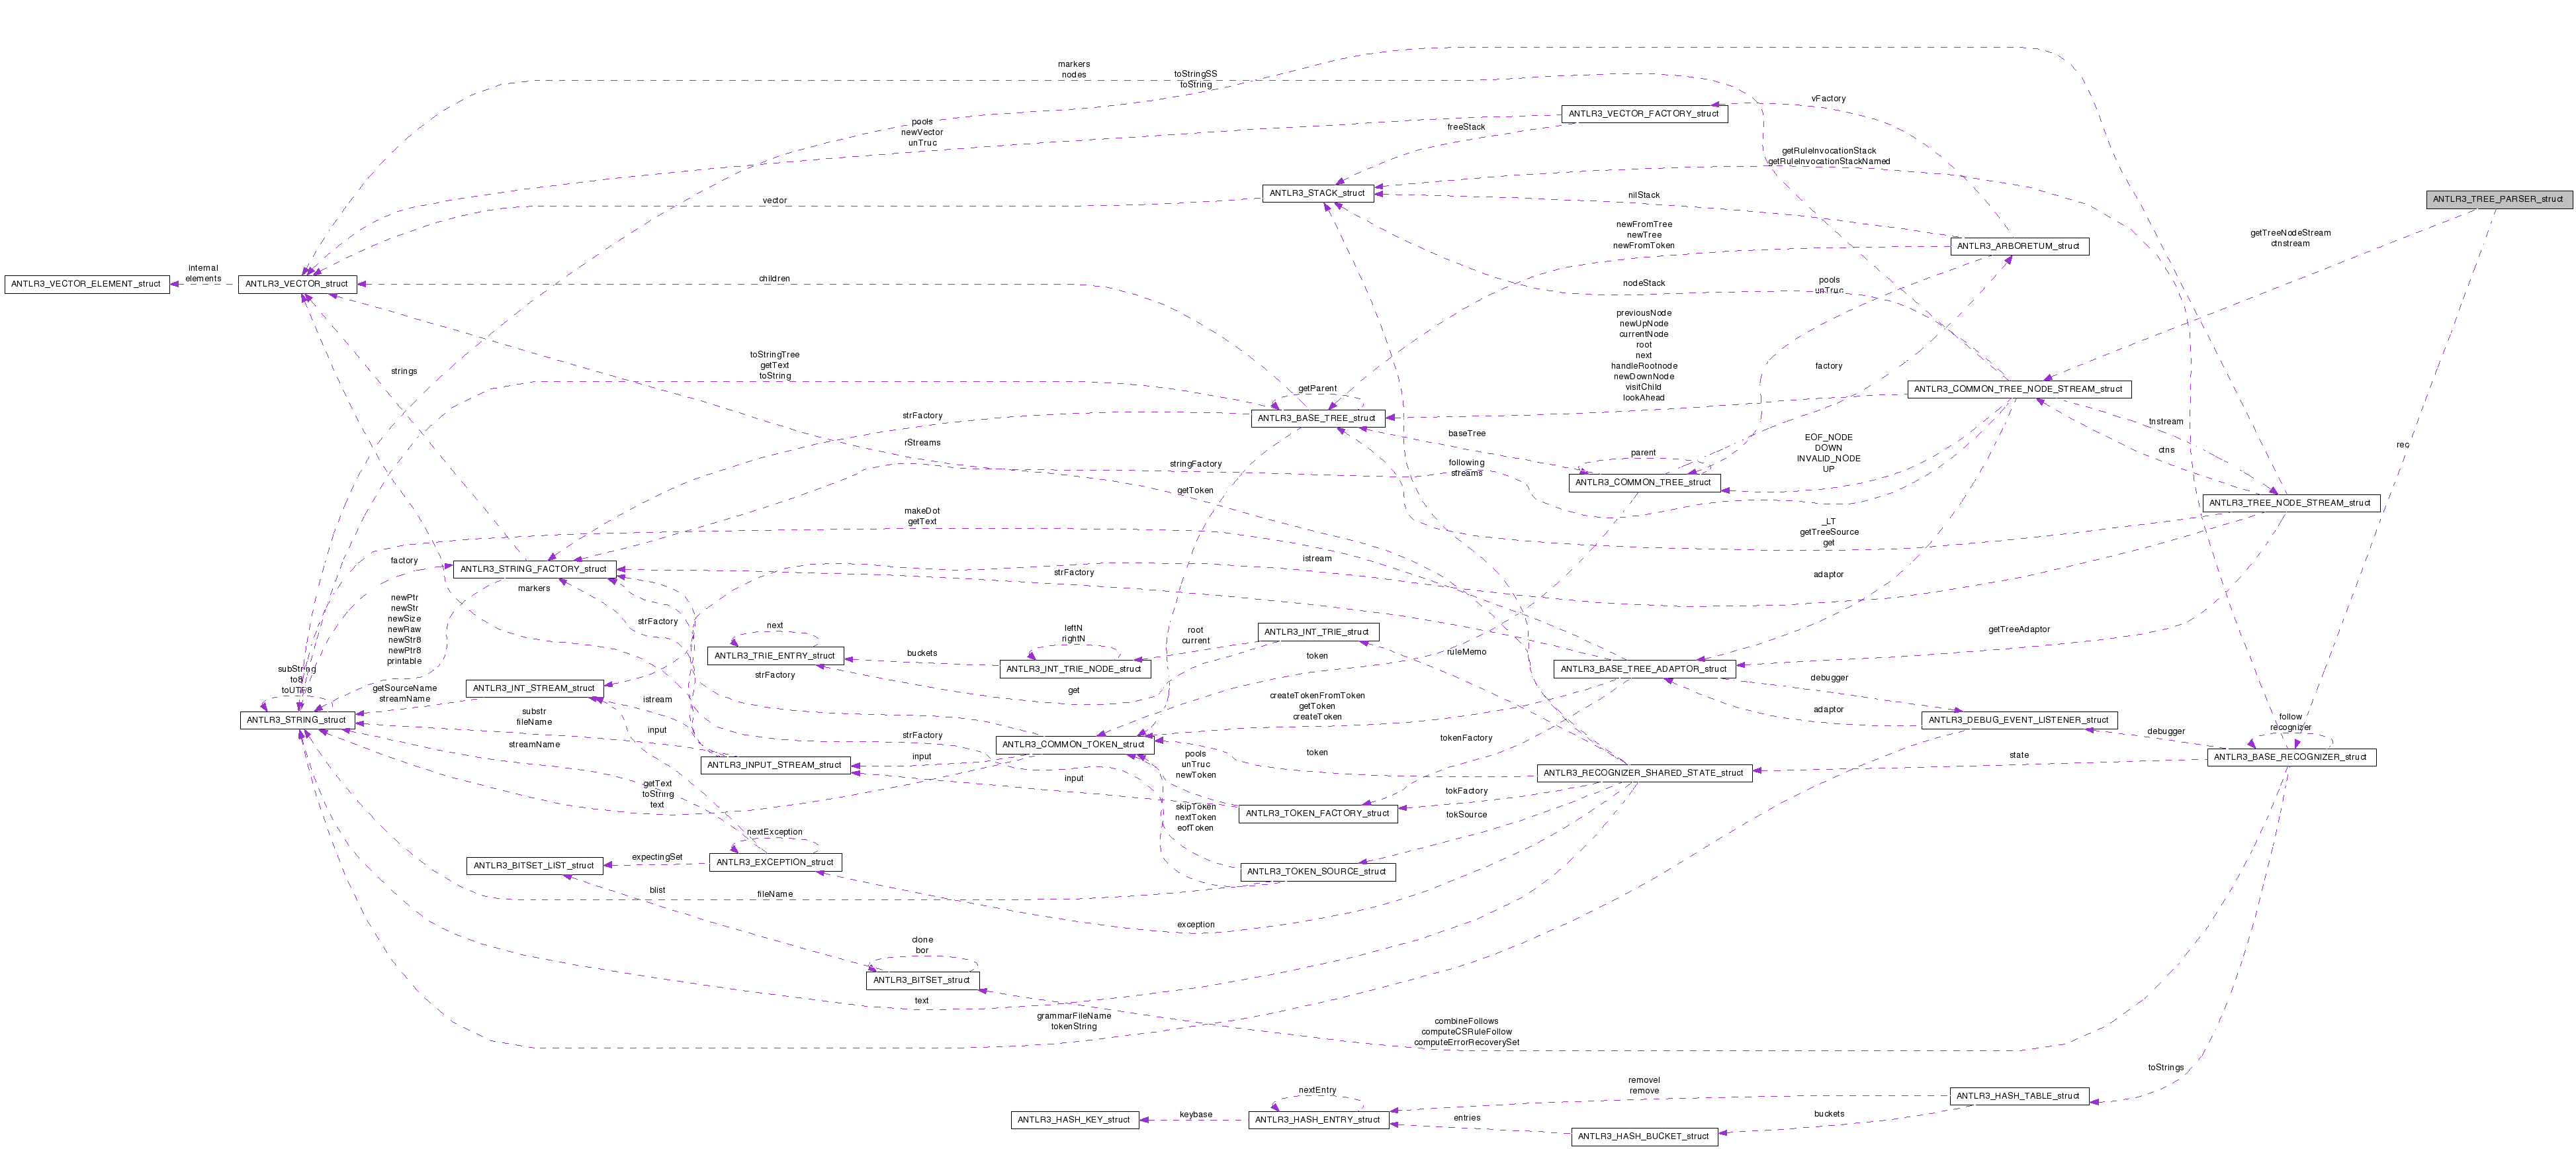 markers
nodes
toStringSS
toString
vFactory
ANTLR3_VECTOR_FACTORY_struct
pools
newVector
unTruc
freeStack
getRuleInvocationStack
getRuleInvocationStackNamed
ANTLR3_STACK_struct
nilStack
vector
ANTLR3_TREE_PARSER_struct
newFromTree
newTree
newFromToken
ANTLR3_ARBORETUM_struct
getTreeNodeStream
ctnstream
internal
elements
ANTLR3_VECTOR_ELEMENT_struct
ANTLR3_VECTOR_struct
children
nodeStack
pools
unTruc
previousNode
newUpNode
currentNode
root
next
handleRootnode
newDownNode
visitChild
lookAhead
toStringTree
getText
toString
strings
factory
getParent
ANTLR3_COMMON_TREE_NODE_STREAM_struct
strFactory
ANTLR3_BASE_TREE_struct
tnstream
rStreams
baseTree
EOF_NODE
DOWN
INVALID_NODE
UP
rec
ctns
parent
stringFactory
following
streams
ANTLR3_COMMON_TREE_struct
getToken
ANTLR3_TREE_NODE_STREAM_struct
makeDot
getText
_LT
getTreeSource
get
factory
ANTLR3_STRING_FACTORY_struct
istream
strFactory
adaptor
markers
newPtr
newStr
newSize
newRaw
newStr8
newPtr8
printable
strFactory
next
leftN
rightN
root
current
ANTLR3_INT_TRIE_struct
getTreeAdaptor
ANTLR3_TRIE_ENTRY_struct
buckets
ANTLR3_INT_TRIE_NODE_struct
token
ruleMemo
subString
to8
toUTF8
strFactory
ANTLR3_BASE_TREE_ADAPTOR_struct
getSourceName
streamName
ANTLR3_INT_STREAM_struct
get
debugger
istream
createTokenFromToken
getToken
createToken
ANTLR3_STRING_struct
substr
fileName
adaptor
ANTLR3_DEBUG_EVENT_LISTENER_struct
follow
recognizer
input
strFactory
tokenFactory
debugger
streamName
ANTLR3_COMMON_TOKEN_struct
token
state
ANTLR3_BASE_RECOGNIZER_struct
input
pools
unTruc
newToken
ANTLR3_INPUT_STREAM_struct
ANTLR3_RECOGNIZER_SHARED_STATE_struct
input
getText
toString
text
tokFactory
skipToken
nextToken
eofToken
ANTLR3_TOKEN_FACTORY_struct
tokSource
nextException
expectingSet
ANTLR3_BITSET_LIST_struct
ANTLR3_EXCEPTION_struct
ANTLR3_TOKEN_SOURCE_struct
blist
fileName
exception
clone
bor
ANTLR3_BITSET_struct
text
grammarFileName
tokenString
combineFollows
computeCSRuleFollow
computeErrorRecoverySet
toStrings
removeI
remove
nextEntry
ANTLR3_HASH_TABLE_struct
ANTLR3_HASH_KEY_struct
keybase
ANTLR3_HASH_ENTRY_struct
entries
buckets
ANTLR3_HASH_BUCKET_struct